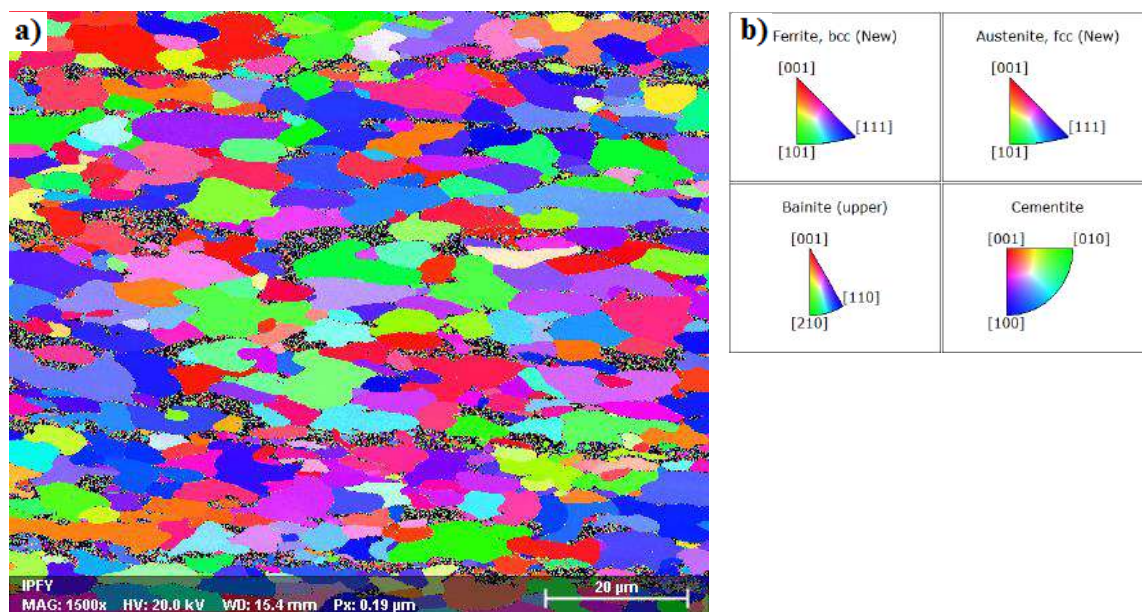 a)
IPFY
MAG: 1500x HV: 20.0 kV WD: 15.4 mm Px: 0.19 µm
20 µm
b)
Ferrite, bcc (New)
[001]
[111]
[101]
Austenite, fcc (New)
[001]
[111]
[101]
Bainite (upper)
[001]
[110]
[210]
Cementite
[001] [010]
[100]